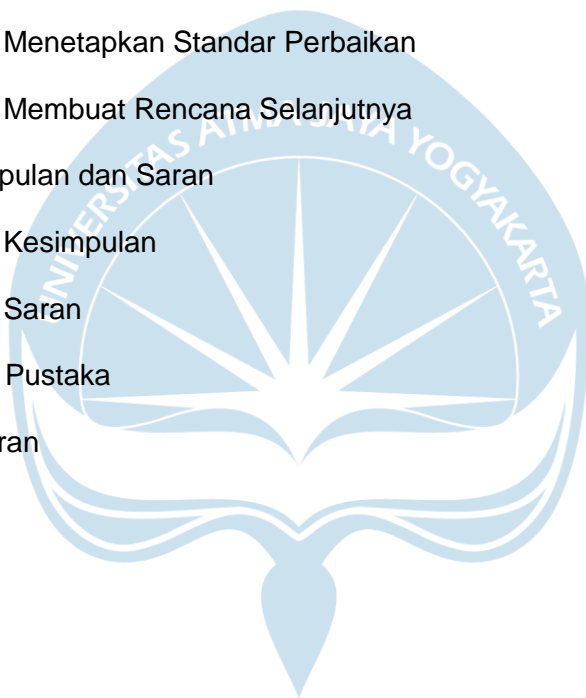 Menetapkan Standar Perbaikan
Membuat Rencana Selanjutnya
pulan dan Saran
Kesimpulan
Saran
Pustaka
ran
UNIVERSITAS ATMA JAYA YOGYAKARTA